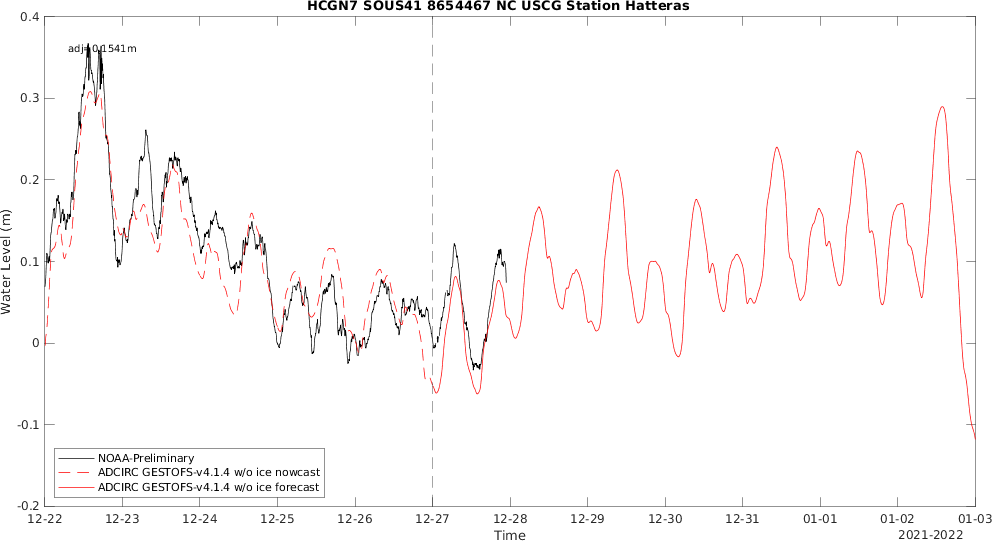 HCGN7 SOUS41 8654467 NC USCG Station Hatteras
0.4
adj=0.1541m
0.3
0.2
0.1
0
-0.1
-0.2
Water Level (m)
NOAA-Preliminary
ADCIRC GESTOFS-v4.1.4 w/o ice nowcast
ADCIRC GESTOFS-v4.1.4 w/o ice forecast
12-22 12-23 12-24 12-25 12-26 12-27 12-28 12-29 12-30 12-31 01-01 01-02 01-03
Time
2021-2022